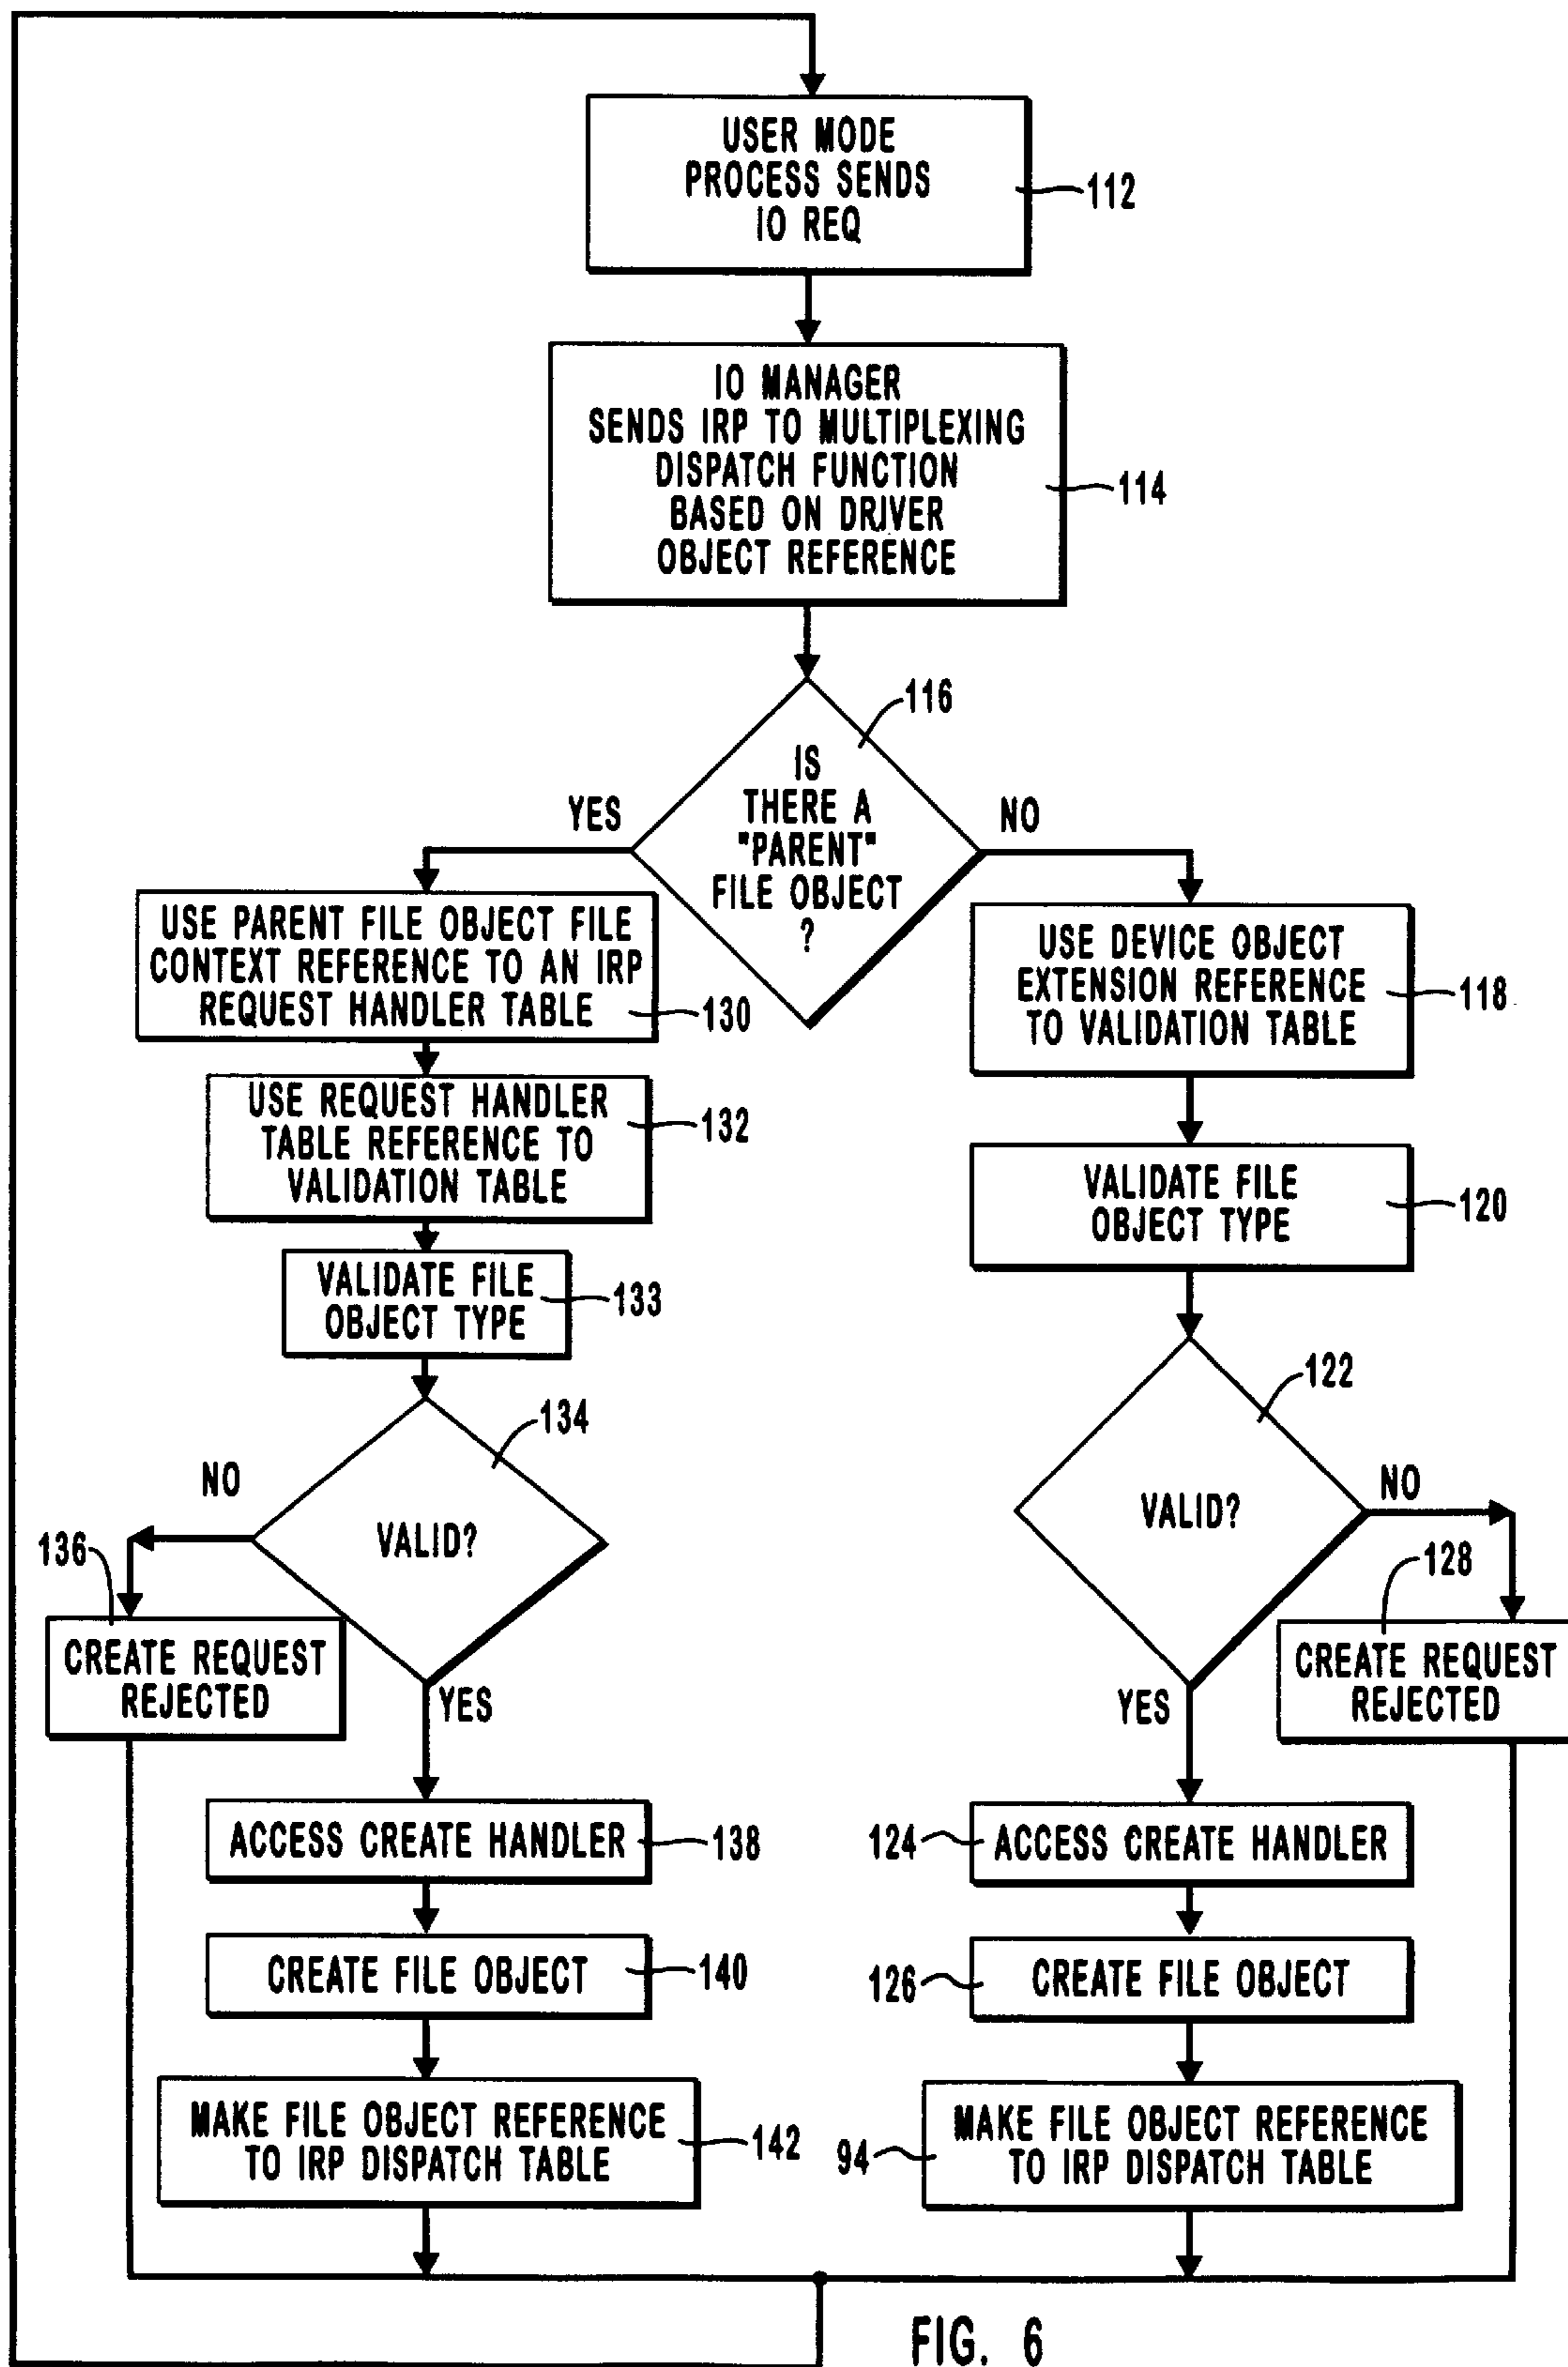 USER MODE
PROCESS SENDS
IO REQ
112
IO MANAGER
SENDS IRP TO MULTIPLEXING
DISPATCH FUNCTION
BASED ON DRIVER
OBJECT REFERENCE
114
116
IS
THERE A
"PARENT"
FILE OBJECT
?
YES
NO
USE PARENT FILE OBJECT FILE
CONTEXT REFERENCE TO AN IRP
REQUEST HANDLER TABLE
130
USE REQUEST HANDLER
TABLE REFERENCE TO
VALIDATION TABLE
132
VALIDATE FILE
OBJECT TYPE
133
134
VALID?
NO
136
CREATE REQUEST
REJECTED
YES
ACCESS CREATE HANDLER
138
CREATE FILE OBJECT
140
MAKE FILE OBJECT REFERENCE
TO IRP DISPATCH TABLE
142
USE DEVICE OBJECT
EXTENSION REFERENCE
TO VALIDATION TABLE
118
VALIDATE FILE
OBJECT TYPE
120
122
VALID?
NO
128
CREATE REQUEST
REJECTED
YES
124
ACCESS CREATE HANDLER
126
CREATE FILE OBJECT
94
MAKE FILE OBJECT REFERENCE
TO IRP DISPATCH TABLE
FIG. 6